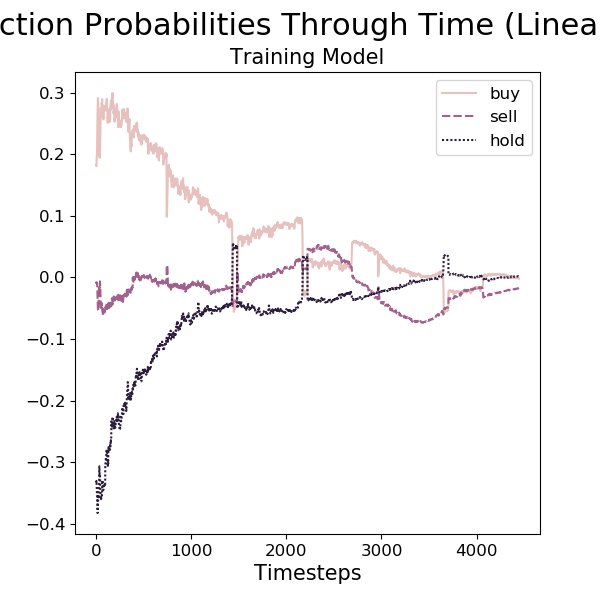 ction Probabilities Through Time (Linea
Training Model
buy
sell
hold
0.3
0.2
0.1
0.0
−0.1
−0.2
−0.3
−0.4
0 1000 2000 3000 4000
Timesteps